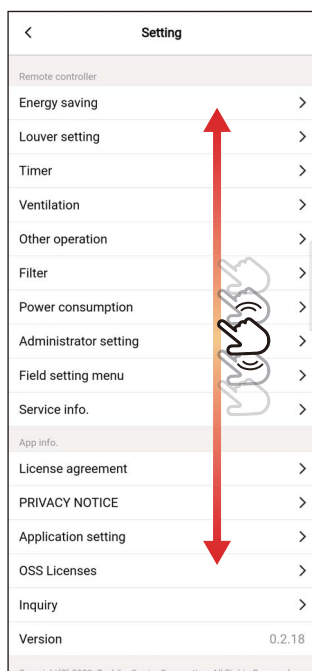 Setting
Remote controller
Energy saving
Louver setting
Timer
Ventilation
Other operation
Filter
Power consumption
Administrator setting
Field setting menu
Service info.
App info.
License agreement
PRIVACY NOTICE
Application setting
OSS Licenses
Inquiry
Version 0.2.18